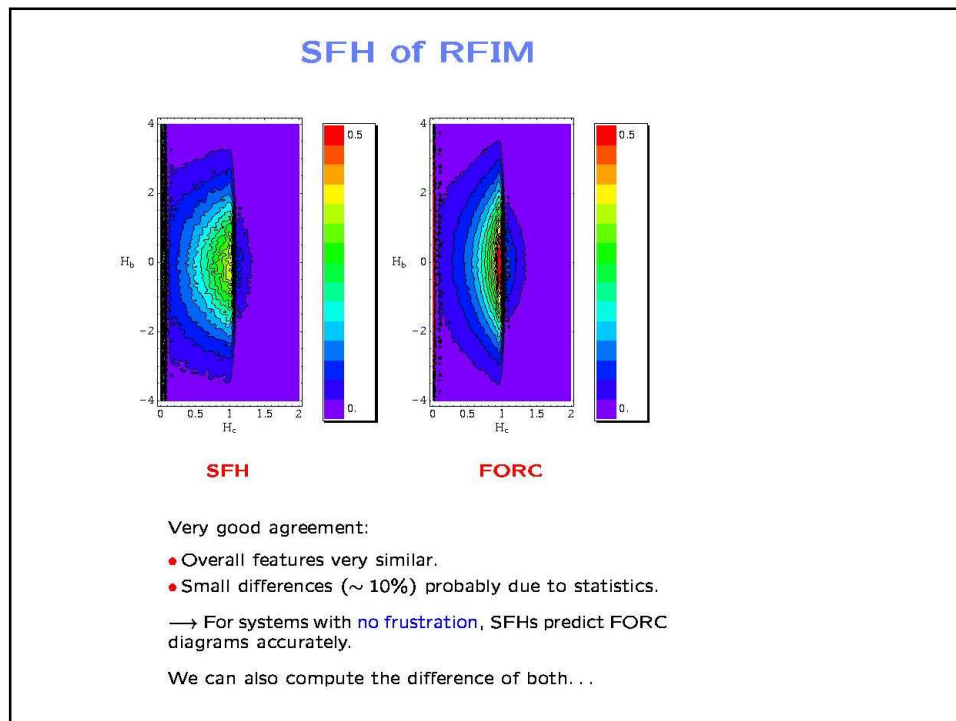 SFH of RFIM
4
2
0
-2
-4
H_b
0 0.5 1 1.5 2
H_c
0.5
0.
4
2
0
-2
-4
H_b
0 0.5 1 1.5 2
H_c
0.5
0.
SFH
FORC
Very good agreement:
• Overall features very similar.
• Small differences (∼ 10%) probably due to statistics.
⟶ For systems with no frustration, SFHs predict FORC
diagrams accurately.
We can also compute the difference of both...